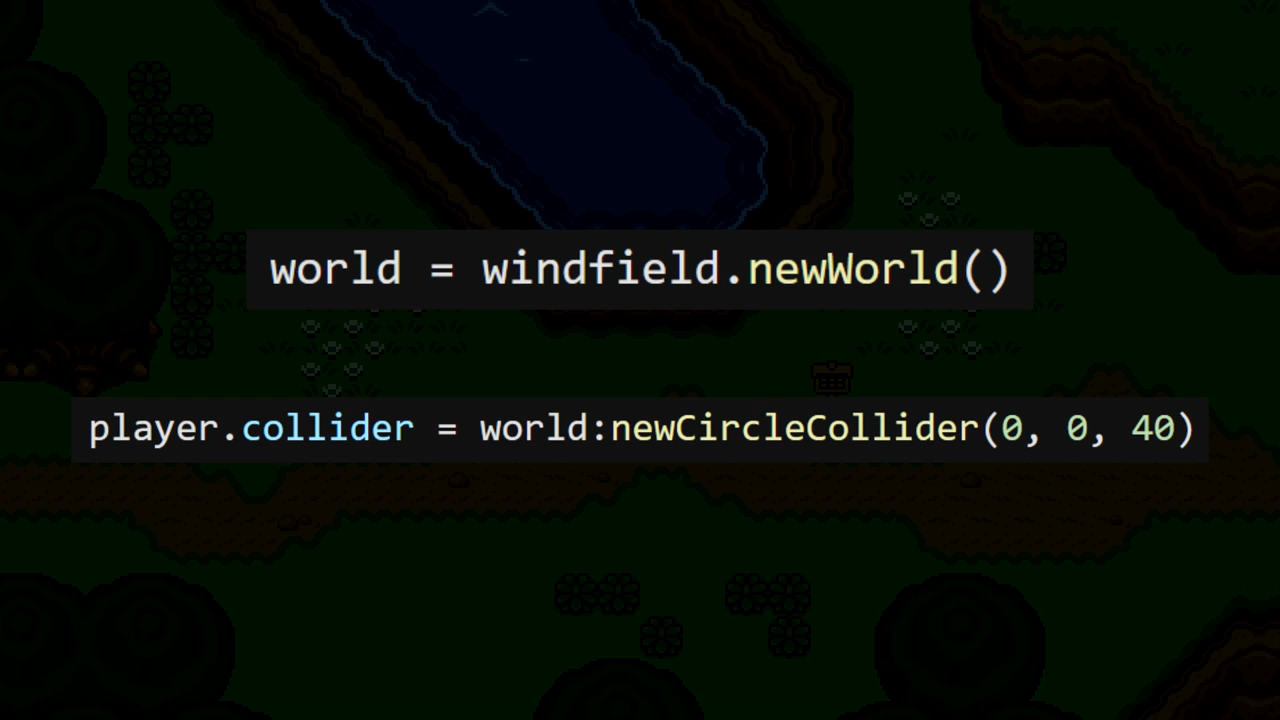 world = windfield.newWorld()
player.collider = world:newCircleCollider(0, 0, 40)